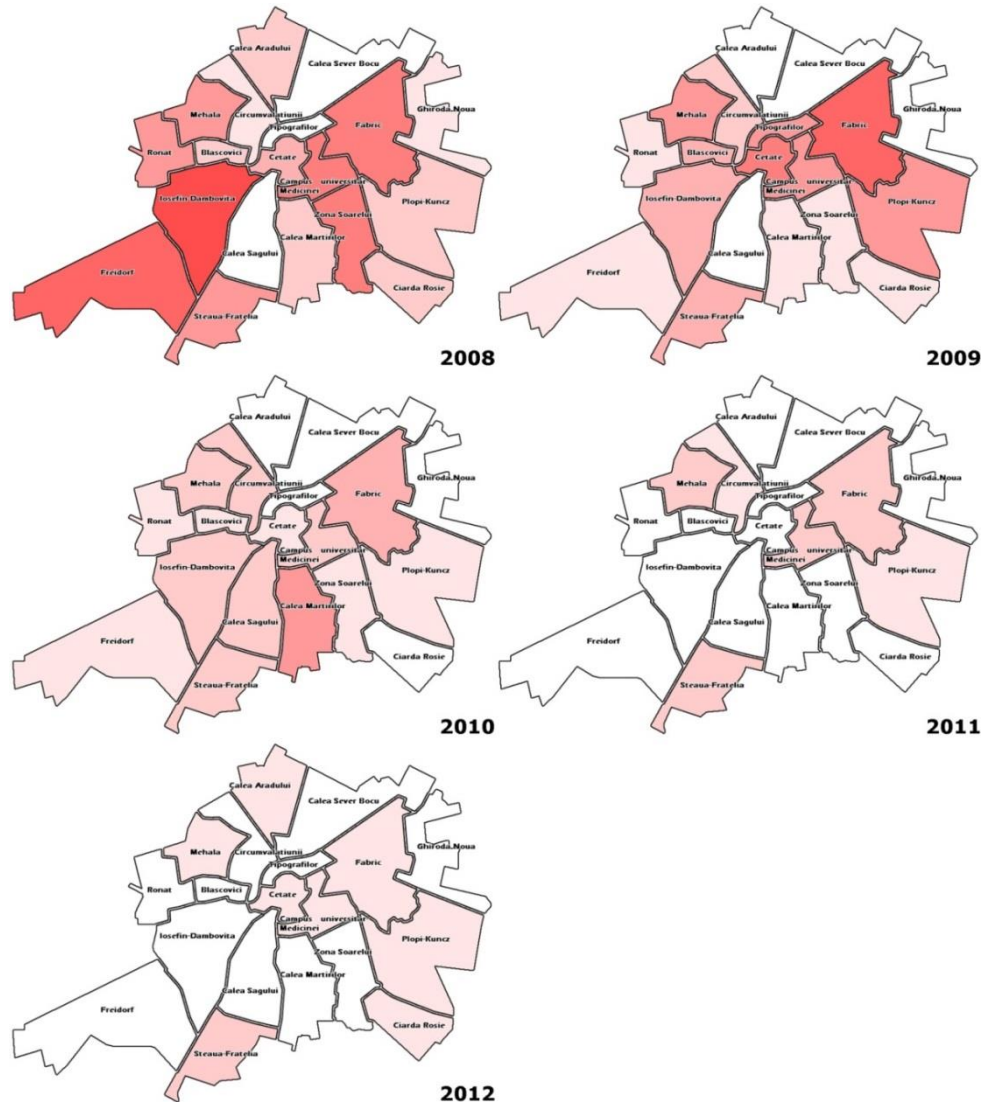 Calea Aradului
Calea Sever Bocu
Ghiroda Noua
Mehala
Circumvalatiunii
Tipografilor
Fabric
Ronat
Blascovici
Cetate
Campus universitar
Medicinei
Plopi-Kuncz
Iosefin-Dambovita
Zona Soarelui
Calea Martirilor
Calea Sagului
Freidorf
Ciarda Rosie
Steaua-Fratelia
2008
Calea Aradului
Calea Sever Bocu
Ghiroda Noua
Mehala
Circumvalatiunii
Tipografilor
Fabric
Ronat
Blascovici
Cetate
Campus universitar
Medicinei
Plopi-Kuncz
Iosefin-Dambovita
Zona Soarelui
Calea Martirilor
Calea Sagului
Freidorf
Ciarda Rosie
Steaua-Fratelia
2009
Calea Aradului
Calea Sever Bocu
Ghiroda Noua
Mehala
Circumvalatiunii
Tipografilor
Fabric
Ronat
Blascovici
Cetate
Campus universitar
Medicinei
Plopi-Kuncz
Iosefin-Dambovita
Zona Soarelui
Calea Martirilor
Calea Sagului
Freidorf
Ciarda Rosie
Steaua-Fratelia
2010
Calea Aradului
Calea Sever Bocu
Ghiroda Noua
Mehala
Circumvalatiunii
Tipografilor
Fabric
Ronat
Blascovici
Cetate
Campus universitar
Medicinei
Plopi-Kuncz
Iosefin-Dambovita
Zona Soarelui
Calea Martirilor
Calea Sagului
Freidorf
Ciarda Rosie
Steaua-Fratelia
2011
Calea Aradului
Calea Sever Bocu
Ghiroda Noua
Mehala
Circumvalatiunii
Tipografilor
Fabric
Ronat
Blascovici
Cetate
Campus universitar
Medicinei
Plopi-Kuncz
Iosefin-Dambovita
Zona Soarelui
Calea Martirilor
Calea Sagului
Freidorf
Ciarda Rosie
Steaua-Fratelia
2012